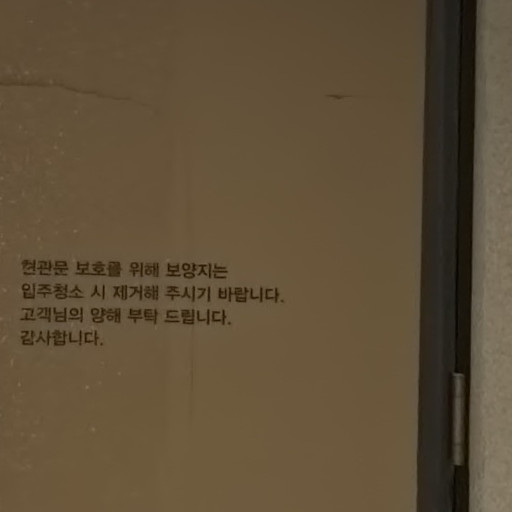 현관문 보호를 위해 보양지는
입주청소 시 제거해 주시기 바랍니다.
고객님의 양해 부탁 드립니다.
감사합니다.